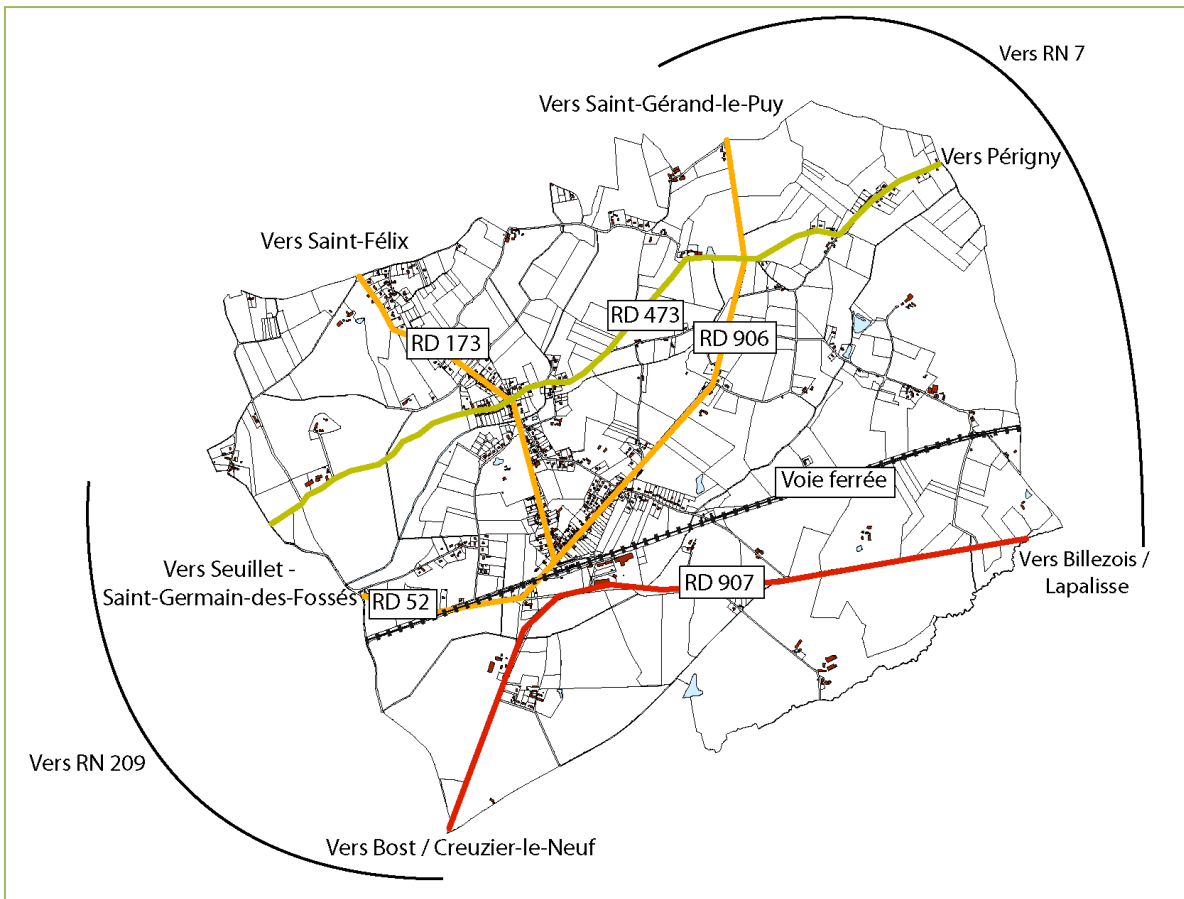 Vers RN 7
Vers Saint-Gérand-le-Puy
Vers Périgny
Vers Saint-Félix
RD 473
RD 906
RD 173
Voie ferrée
Vers Billezois /
Lapalisse
Vers Seuillet -
Saint-Germain-des-Fossés
RD 52
RD 907
Vers RN 209
Vers Bost / Creuzier-le-Neuf